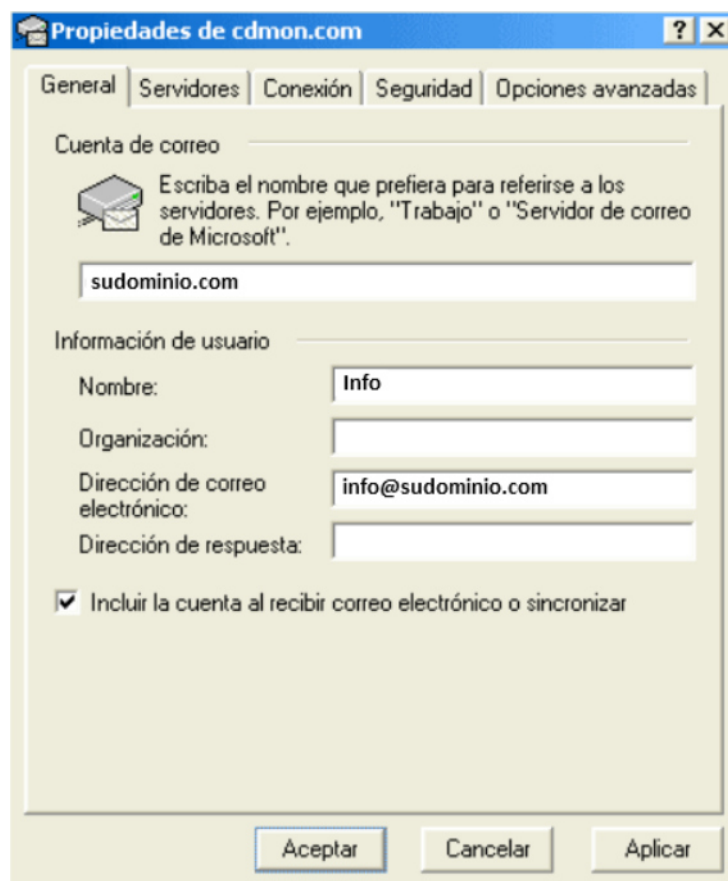 Propiedades de cdmon.com
General Servidores Conexión Seguridad Opciones avanzadas
Cuenta de correo
Escriba el nombre que prefiera para referirse a los
servidores. Por ejemplo, "Trabajo" o "Servidor de correo
de Microsoft".
sudominio.com
Información de usuario
Nombre: Info
Organización:
Dirección de correo
electrónico: info@sudominio.com
Dirección de respuesta:
Incluir la cuenta al recibir correo electrónico o sincronizar
Aceptar Cancelar Aplicar